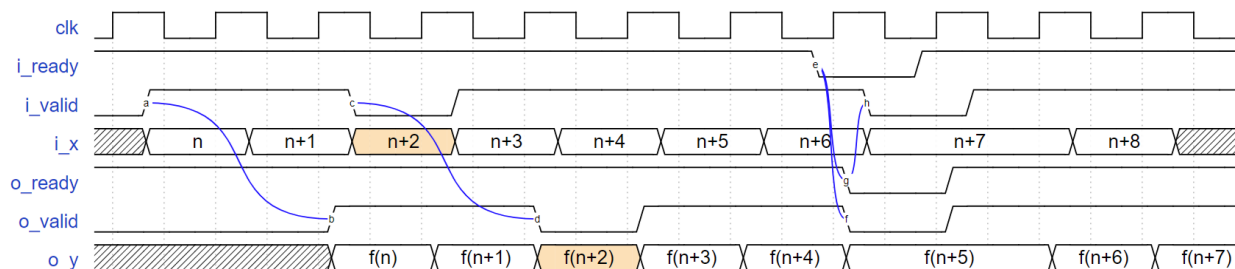 clk
i_ready e
i_valid a c h
i_x n n+1 n+2 n+3 n+4 n+5 n+6 n+7 n+8
o_ready g
o_valid b d f
o_y f(n) f(n+1) f(n+2) f(n+3) f(n+4) f(n+5) f(n+6) f(n+7)